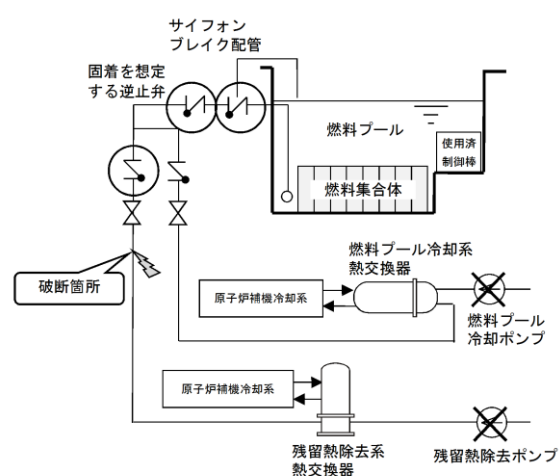 サイフォン
ブレイク配管
固着を想定
する逆止弁
燃料プール
使用済
制御棒
燃料集合体
破断箇所
燃料プール冷却系
熱交換器
原子炉補機冷却系
燃料プール
冷却ポンプ
原子炉補機冷却系
残留熱除去系
熱交換器
残留熱除去ポンプ